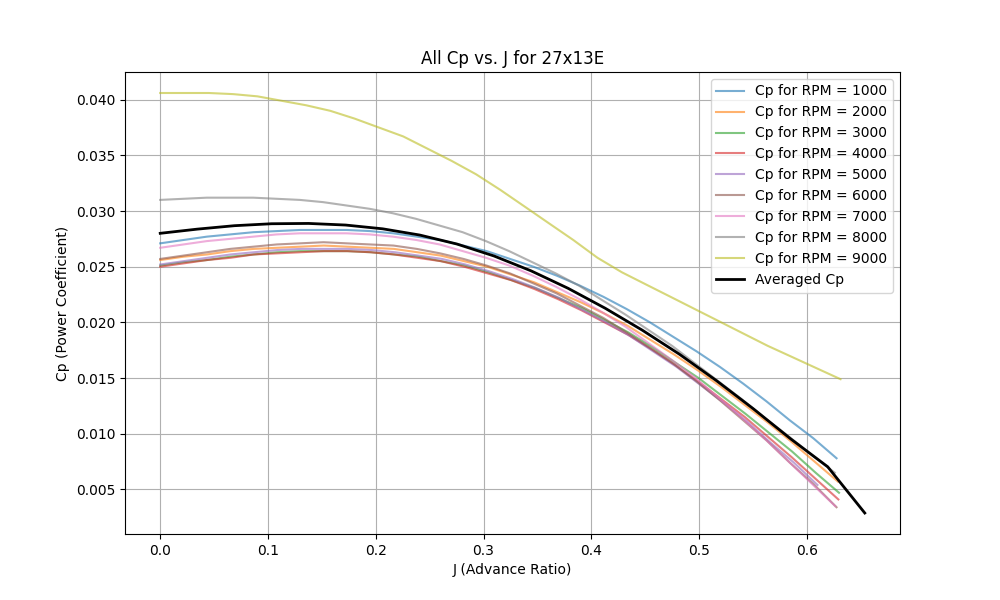 All Cp vs. J for 27x13E
Cp (Power Coefficient)
0.040
0.035
0.030
0.025
0.020
0.015
0.010
0.005
Cp for RPM = 1000
Cp for RPM = 2000
Cp for RPM = 3000
Cp for RPM = 4000
Cp for RPM = 5000
Cp for RPM = 6000
Cp for RPM = 7000
Cp for RPM = 8000
Cp for RPM = 9000
Averaged Cp
0.0 0.1 0.2 0.3 0.4 0.5 0.6
J (Advance Ratio)